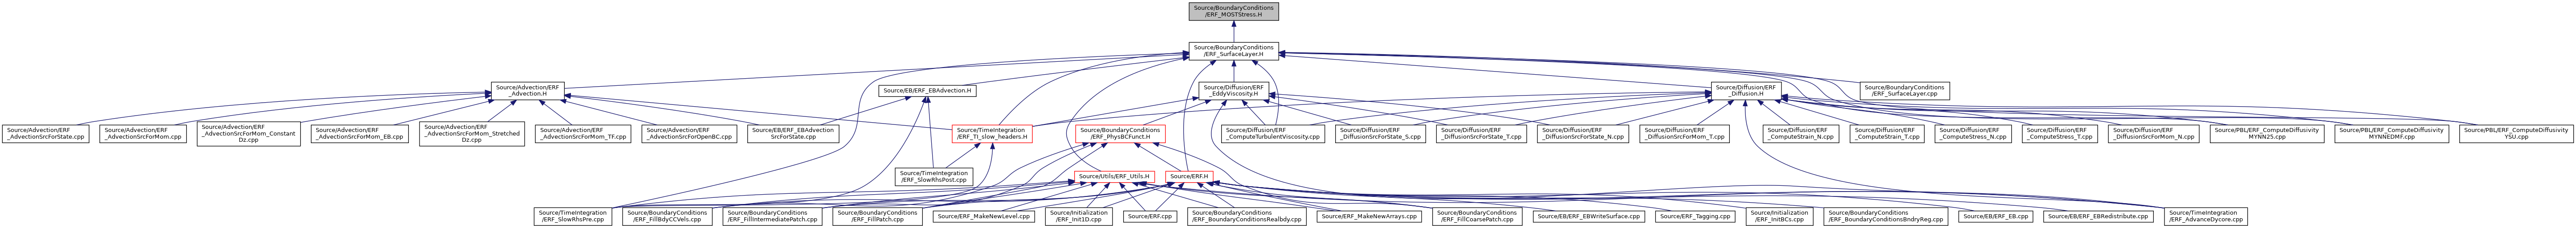 Source/BoundaryConditions
/ERF_MOSTStress.H
Source/BoundaryConditions
/ERF_SurfaceLayer.H
Source/Advection/ERF
_Advection.H
Source/EB/ERF_EBAdvection.H
Source/Diffusion/ERF
_EddyViscosity.H
Source/Diffusion/ERF
_Diffusion.H
Source/BoundaryConditions
/ERF_SurfaceLayer.cpp
Source/Advection/ERF
_AdvectionSrcForState.cpp
Source/Advection/ERF
_AdvectionSrcForMom.cpp
Source/Advection/ERF
_AdvectionSrcForMom_Constant
Dz.cpp
Source/Advection/ERF
_AdvectionSrcForMom_EB.cpp
Source/Advection/ERF
_AdvectionSrcForMom_Stretched
Dz.cpp
Source/Advection/ERF
_AdvectionSrcForMom_TF.cpp
Source/Advection/ERF
_AdvectionSrcForOpenBC.cpp
Source/EB/ERF_EBAdvection
SrcForState.cpp
Source/TimeIntegration
/ERF_TI_slow_headers.H
Source/BoundaryConditions
/ERF_PhysBCFunct.H
Source/Diffusion/ERF
_ComputeTurbulentViscosity.cpp
Source/Diffusion/ERF
_DiffusionSrcForState_S.cpp
Source/Diffusion/ERF
_DiffusionSrcForState_T.cpp
Source/Diffusion/ERF
_DiffusionSrcForState_N.cpp
Source/Diffusion/ERF
_DiffusionSrcForMom_T.cpp
Source/Diffusion/ERF
_ComputeStrain_N.cpp
Source/Diffusion/ERF
_ComputeStrain_T.cpp
Source/Diffusion/ERF
_ComputeStress_N.cpp
Source/Diffusion/ERF
_ComputeStress_T.cpp
Source/Diffusion/ERF
_DiffusionSrcForMom_N.cpp
Source/PBL/ERF_ComputeDiffusivity
MYNN25.cpp
Source/PBL/ERF_ComputeDiffusivity
MYNNEDMF.cpp
Source/PBL/ERF_ComputeDiffusivity
YSU.cpp
Source/TimeIntegration
/ERF_SlowRhsPost.cpp
Source/Utils/ERF_Utils.H
Source/ERF.H
Source/TimeIntegration
/ERF_SlowRhsPre.cpp
Source/BoundaryConditions
/ERF_FillBdyCCVels.cpp
Source/BoundaryConditions
/ERF_FillIntermediatePatch.cpp
Source/BoundaryConditions
/ERF_FillPatch.cpp
Source/ERF_MakeNewLevel.cpp
Source/Initialization
/ERF_Init1D.cpp
Source/ERF.cpp
Source/BoundaryConditions
/ERF_BoundaryConditionsRealbdy.cpp
Source/ERF_MakeNewArrays.cpp
Source/BoundaryConditions
/ERF_FillCoarsePatch.cpp
Source/EB/ERF_EBWriteSurface.cpp
Source/ERF_Tagging.cpp
Source/Initialization
/ERF_InitBCs.cpp
Source/BoundaryConditions
/ERF_BoundaryConditionsBndryReg.cpp
Source/EB/ERF_EB.cpp
Source/EB/ERF_EBRedistribute.cpp
Source/TimeIntegration
/ERF_AdvanceDycore.cpp